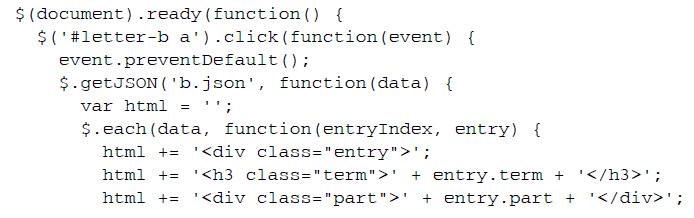 $(document).ready(function() {
  $('#letter-b a').click(function(event) {
    event.preventDefault();
    $.getJSON('b.json', function(data) {
      var html = '';
      $.each(data, function(entryIndex, entry) {
        html += '<div class="entry">';
        html += '<h3 class="term">' + entry.term + '</h3>';
        html += '<div class="part">' + entry.part + '</div>';